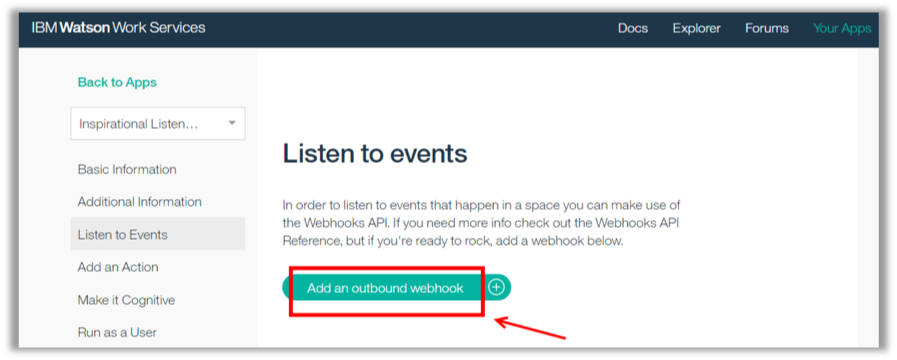 IBM Watson Work Services
Docs
Explorer
Forums
Your Apps
Back to Apps
Inspirational Listen...
Basic Information
Additional Information
Listen to Events
Add an Action
Make it Cognitive
Run as a User
Listen to events
In order to listen to events that happen in a space you can make use of
the Webhooks API. If you need more info check out the Webhooks API
Reference, but if you're ready to rock, add a webhook below.
Add an outbound webhook